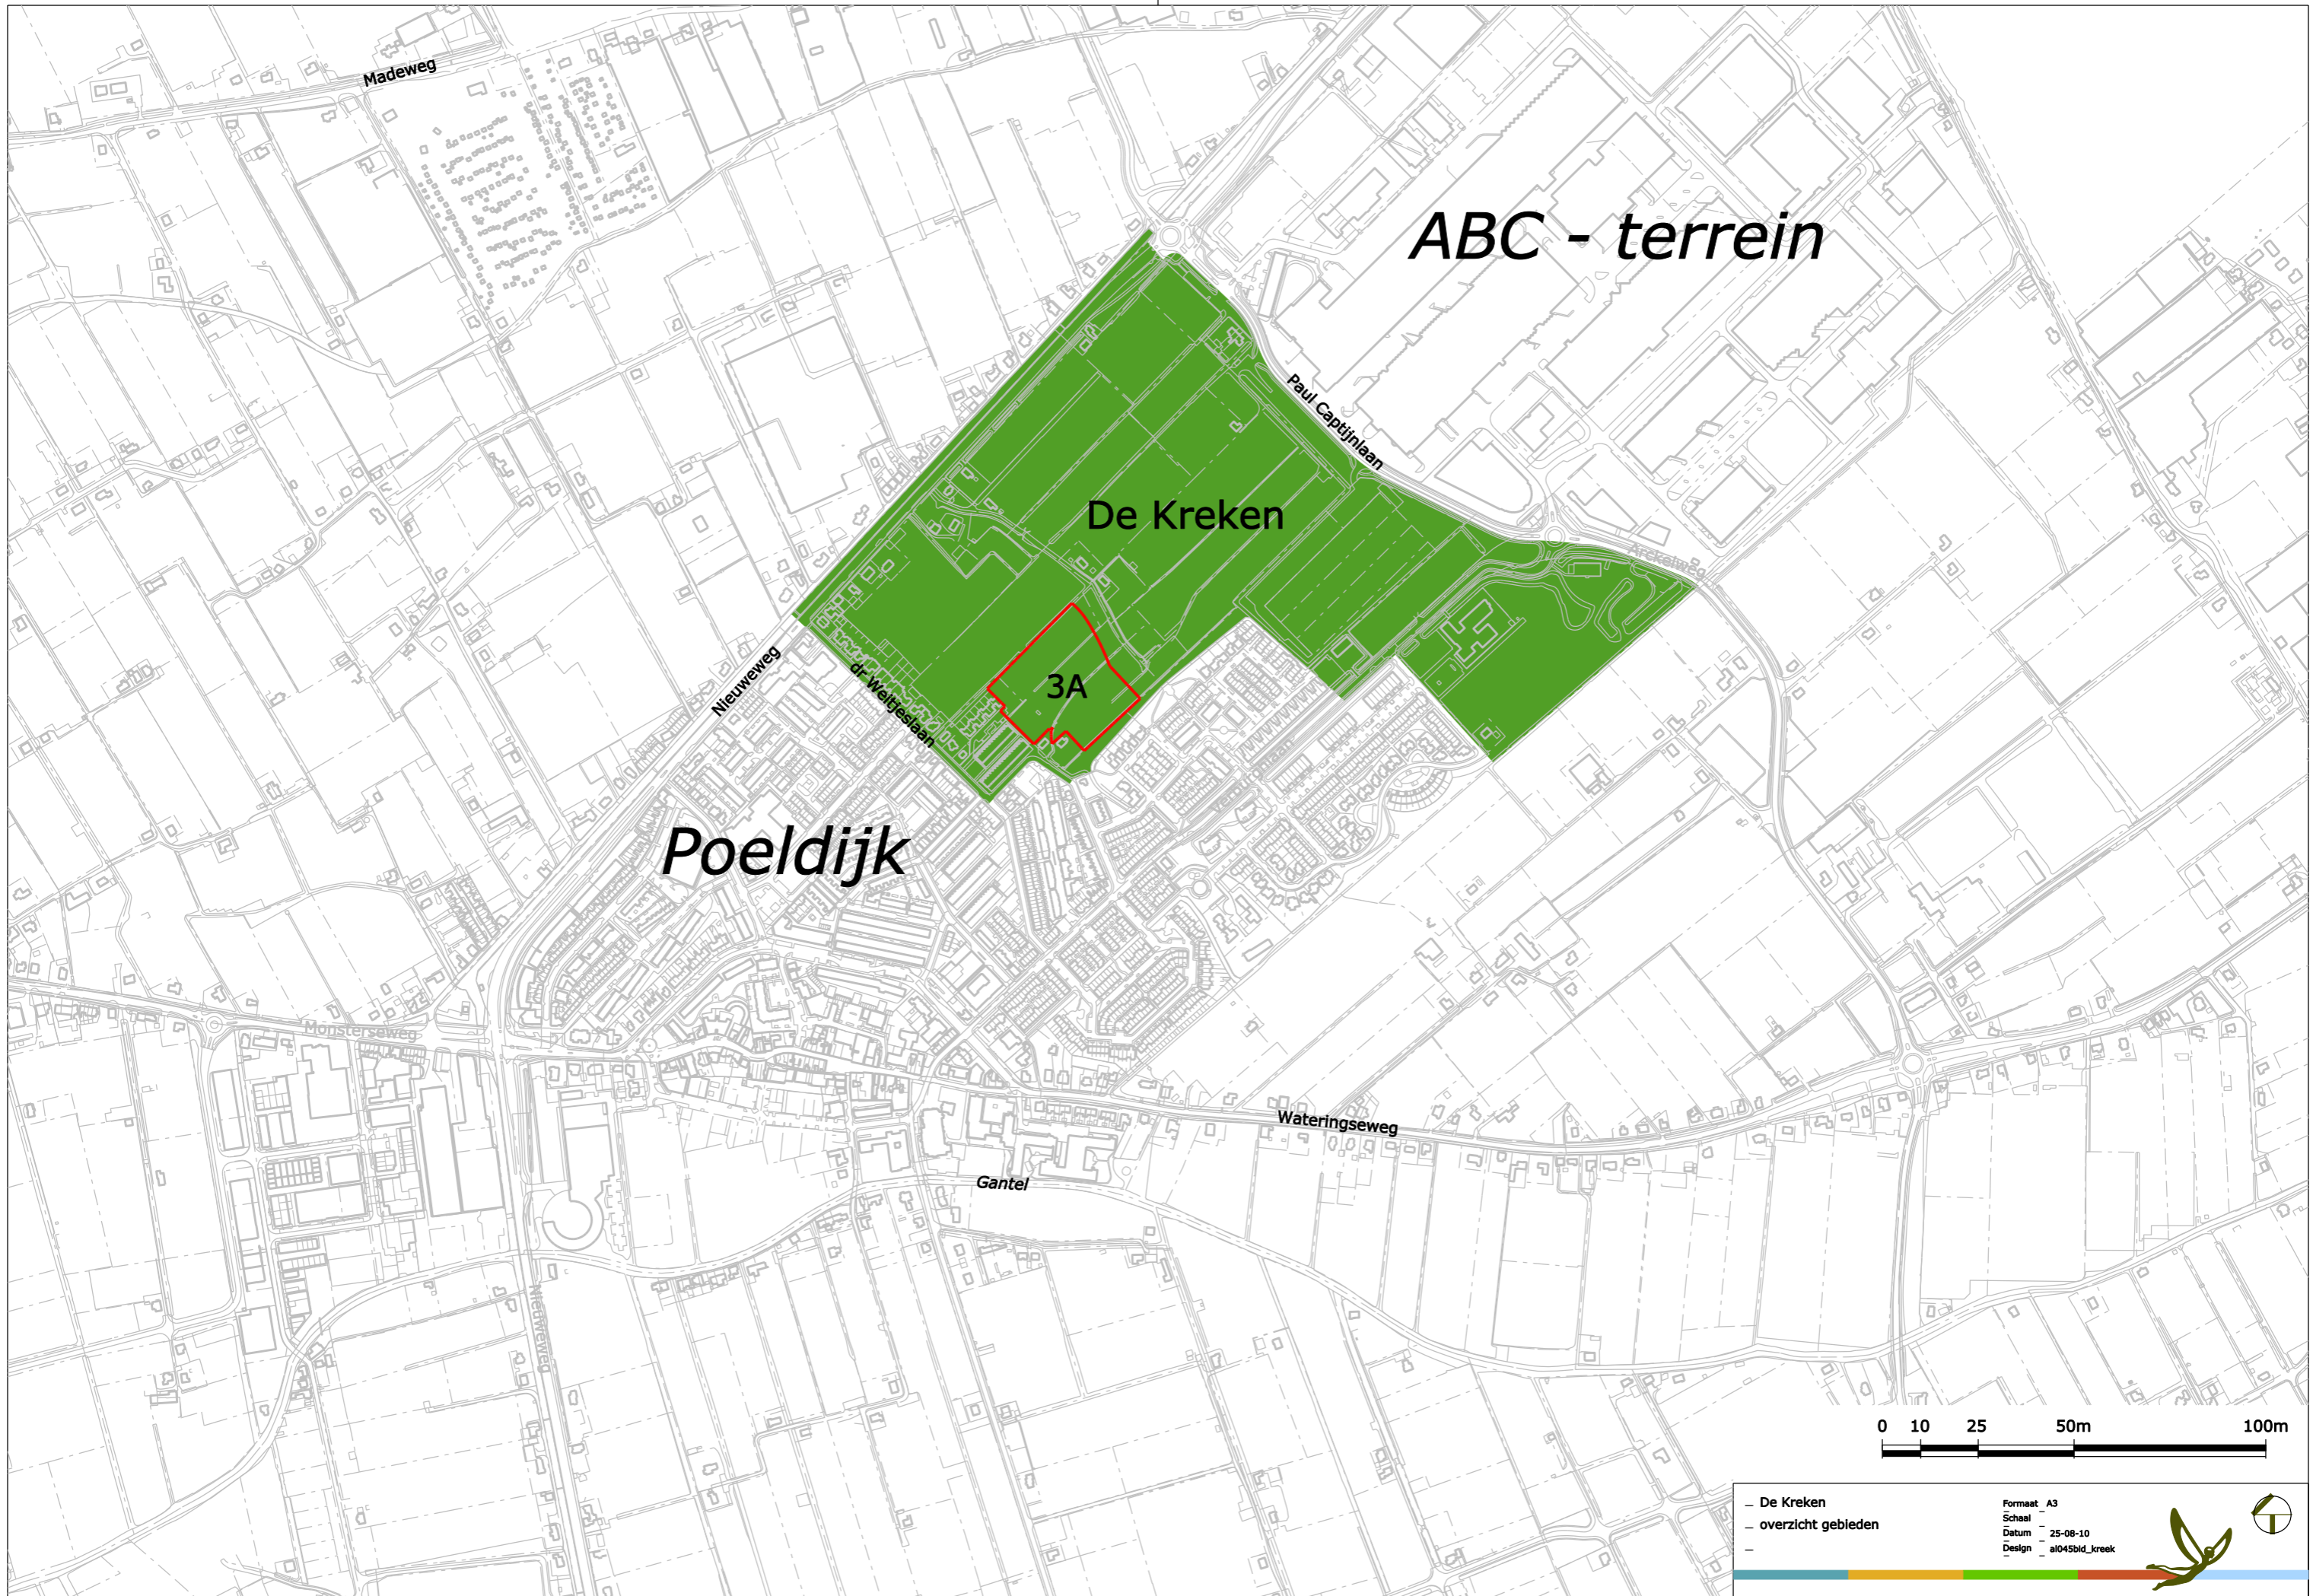 Madeweg
ABC - terrein
Paul Captijnlaan
De Kreken
Arckelweg
3A
Nieuweweg
dr Weitjeslaan
Poeldijk
Monsterseweg
Wateringseweg
Gantel
Nieuweweg
0 10 25 50m 100m
_ De Kreken
_ overzicht gebieden
_
Formaat _ A3
Schaal _
Datum _ 25-08-10
Design _ al045bid_kreek